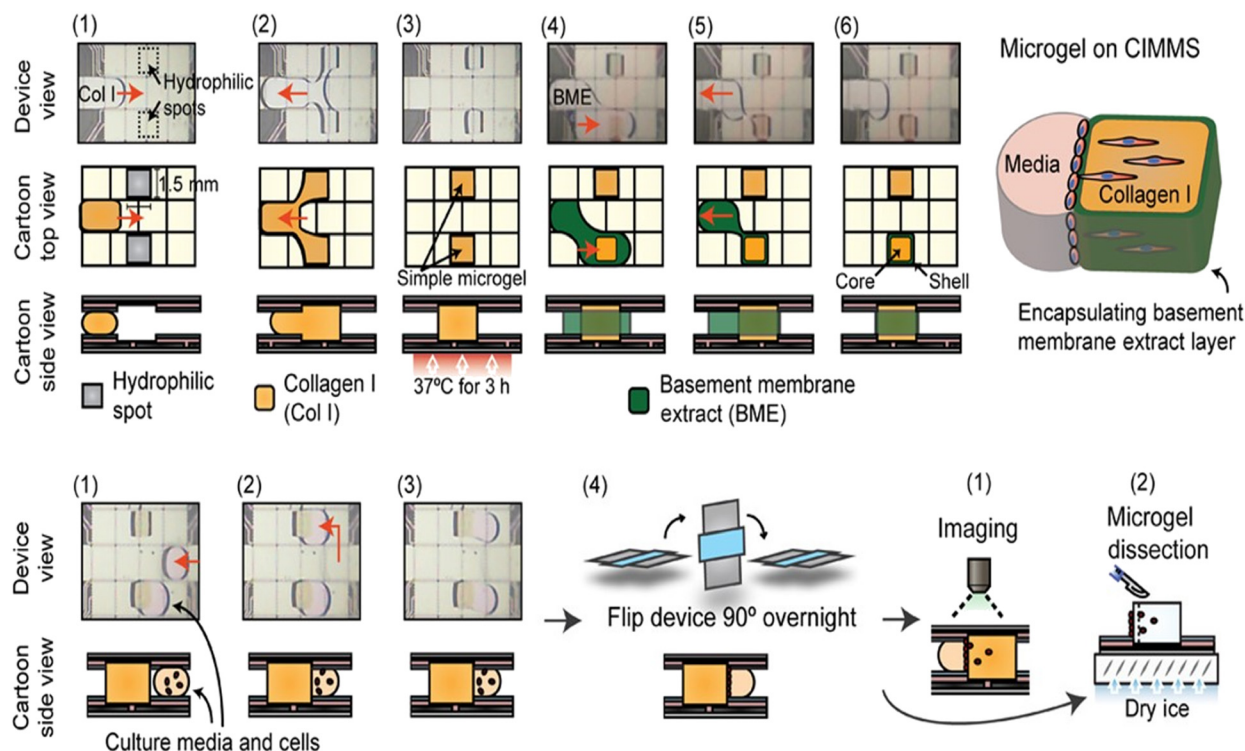 (1)
(2)
(3)
(4)
(5)
(6)
Device
view
Col I
Hydrophilic
spots
BME
Microgel on CIMMS
Cartoon
top view
1.5 mm
Simple microgel
Core
Shell
Media
Collagen I
Encapsulating basement
membrane extract layer
Cartoon
side view
37ºC for 3 h
Hydrophilic
spot
Collagen I
(Col I)
Basement membrane
extract (BME)
(1)
(2)
(3)
(4)
(1)
(2)
Device
view
Flip device 90º overnight
Imaging
Microgel
dissection
Cartoon
side view
Culture media and cells
Dry ice